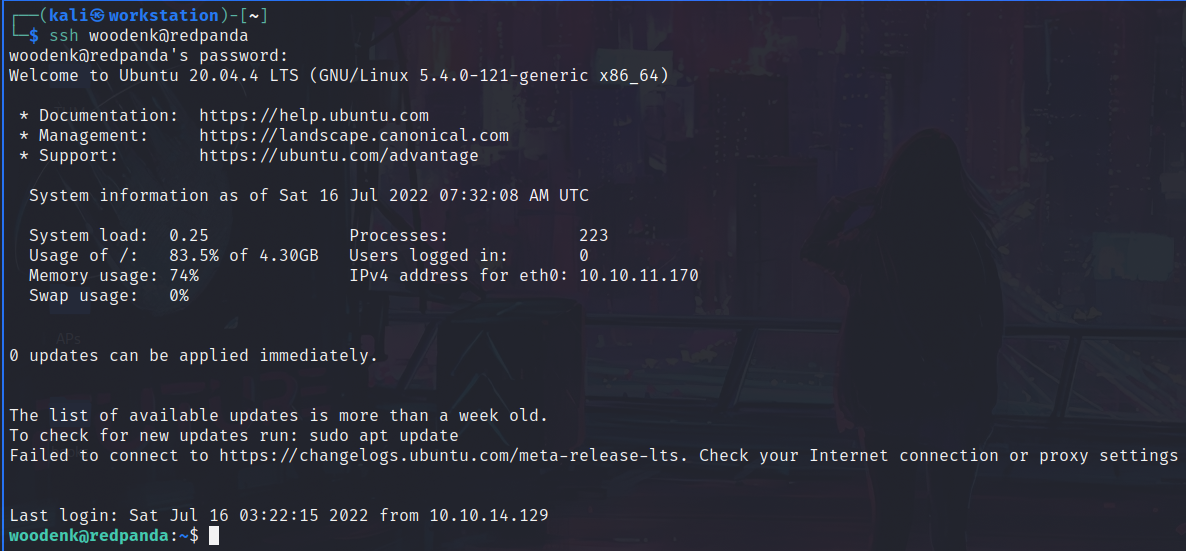 ┌──(kali㉿workstation)-[~]
└─$ ssh woodenk@redpanda
woodenk@redpanda's password:
Welcome to Ubuntu 20.04.4 LTS (GNU/Linux 5.4.0-121-generic x86_64)
* Documentation:  https://help.ubuntu.com
* Management:     https://landscape.canonical.com
* Support:        https://ubuntu.com/advantage
System information as of Sat 16 Jul 2022 07:32:08 AM UTC
System load:  0.25              Processes:             223
Usage of /:   83.5% of 4.30GB   Users logged in:       0
Memory usage: 74%               IPv4 address for eth0: 10.10.11.170
Swap usage:   0%
APs
0 updates can be applied immediately.
The list of available updates is more than a week old.
To check for new updates run: sudo apt update
Failed to connect to https://changelogs.ubuntu.com/meta-release-lts. Check your Internet connection or proxy settings
Last login: Sat Jul 16 03:22:15 2022 from 10.10.14.129
woodenk@redpanda:~$